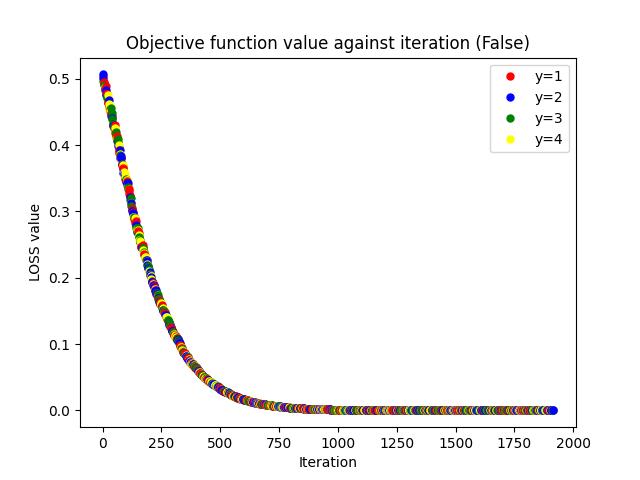 Objective function value against iteration (False)
y=1
y=2
y=3
y=4
LOSS value
0.5
0.4
0.3
0.2
0.1
0.0
0
250
500
750
1000
1250
1500
1750
2000
Iteration